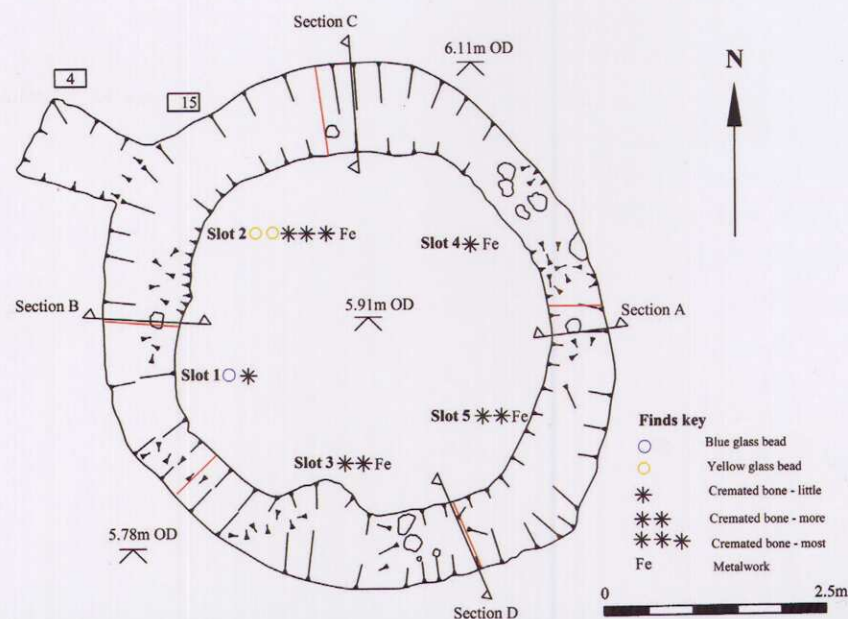 Section C
6.11m OD
N
4
15
Slot 2
Fe
Slot 4
Fe
5.91m OD
Section B
Section A
Slot 1
Slot 5
Fe
Slot 3
Fe
5.78m OD
Section D
Finds key
Blue glass bead
Yellow glass bead
Cremated bone - little
Cremated bone - more
Cremated bone - most
Fe Metalwork
0 2.5m